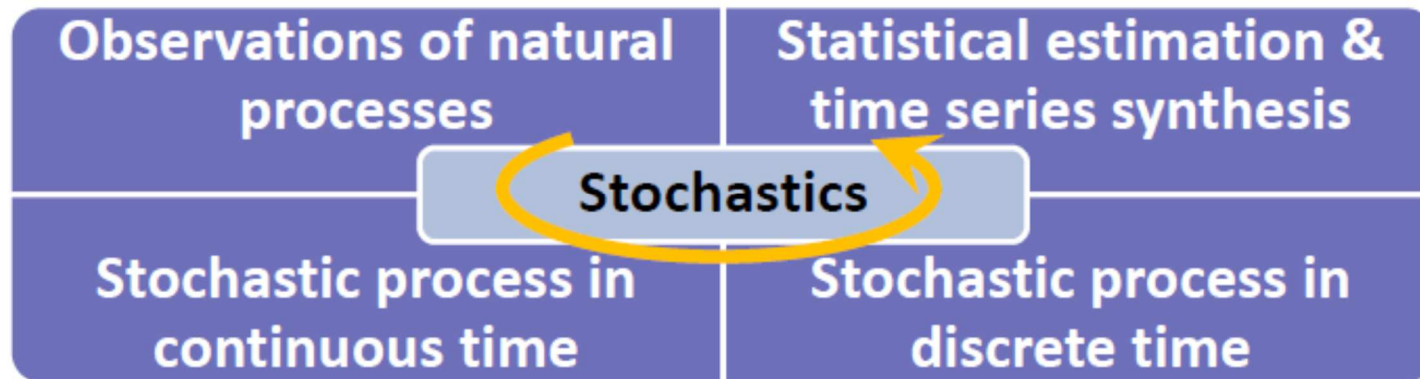 Observations of natural
processes
Statistical estimation &
time series synthesis
Stochastics
Stochastic process in
continuous time
Stochastic process in
discrete time